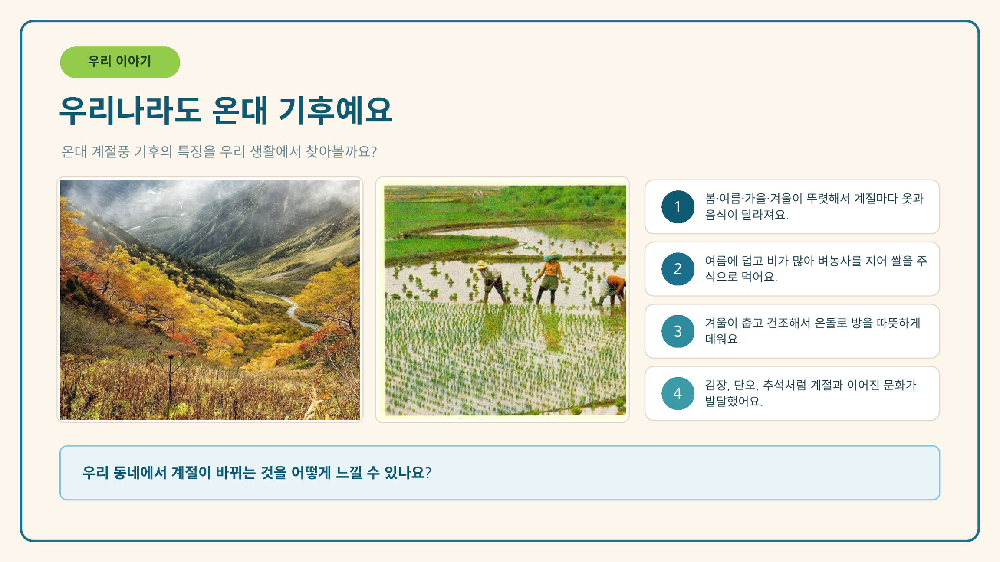 우리 이야기
우리나라도 온대 기후예요
온대 계절풍 기후의 특징을 우리 생활에서 찾아볼까요?
1
봄·여름·가을·겨울이 뚜렷해서 계절마다 옷과
음식이 달라져요.
2
여름에 덥고 비가 많아 벼농사를 지어 쌀을 주
식으로 먹어요.
3
겨울이 춥고 건조해서 온돌로 방을 따뜻하게
데워요.
4
김장, 단오, 추석처럼 계절과 이어진 문화가
발달했어요.
우리 동네에서 계절이 바뀌는 것을 어떻게 느낄 수 있나요?